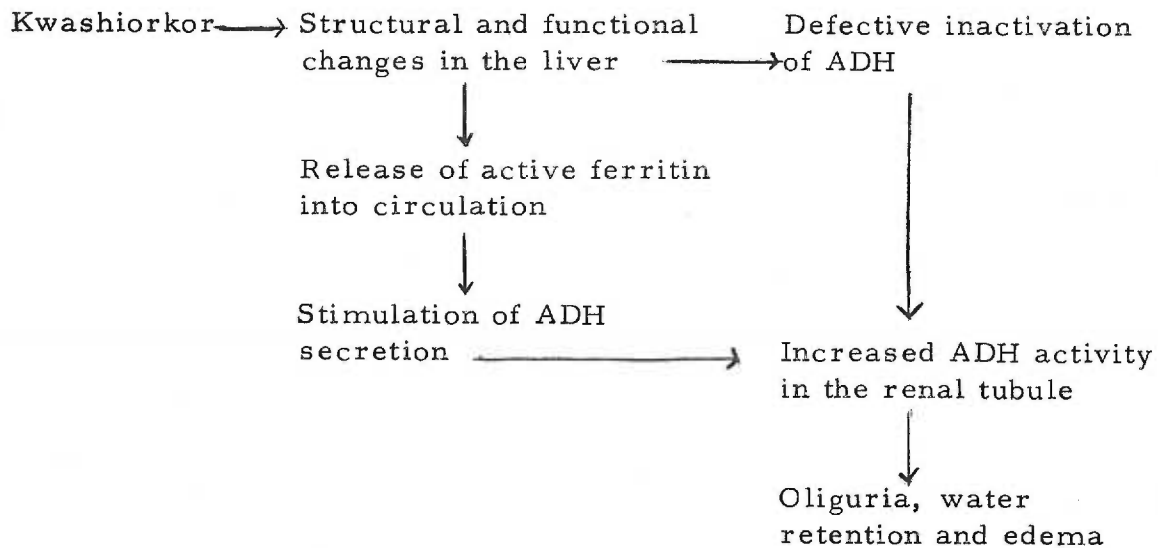 Kwashiorkor → Structural and functional
changes in the liver →
Defective inactivation
of ADH
Release of active ferritin
into circulation
Stimulation of ADH
secretion →
Increased ADH activity
in the renal tubule
Oliguria, water
retention and edema